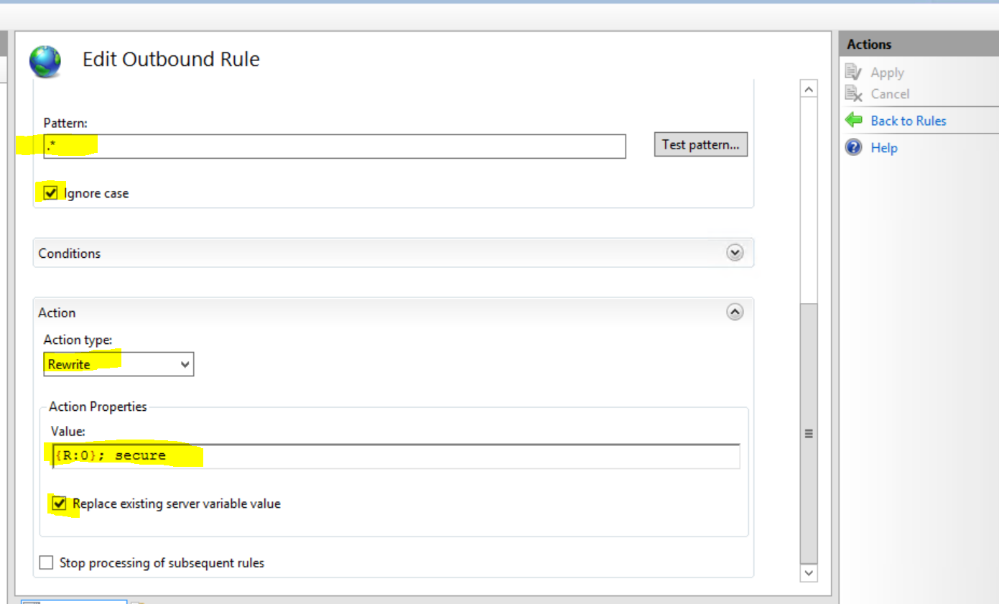 Edit Outbound Rule
Pattern:
.*
Test pattern...
Ignore case
Conditions
Action
Action type:
Rewrite
Action Properties
Value:
{R:0}; secure
Replace existing server variable value
Stop processing of subsequent rules
Actions
Apply
Cancel
Back to Rules
Help